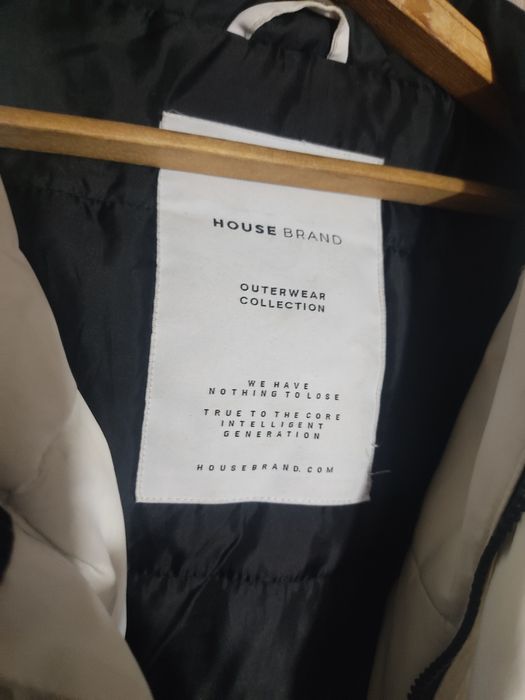 HOUSE BRAND
OUTERWEAR
COLLECTION
WE HAVE
NOTHING TO LOSE
TRUE TO THE CORE
INTELLIGENT
GENERATION
HOUSEBRAND.COM